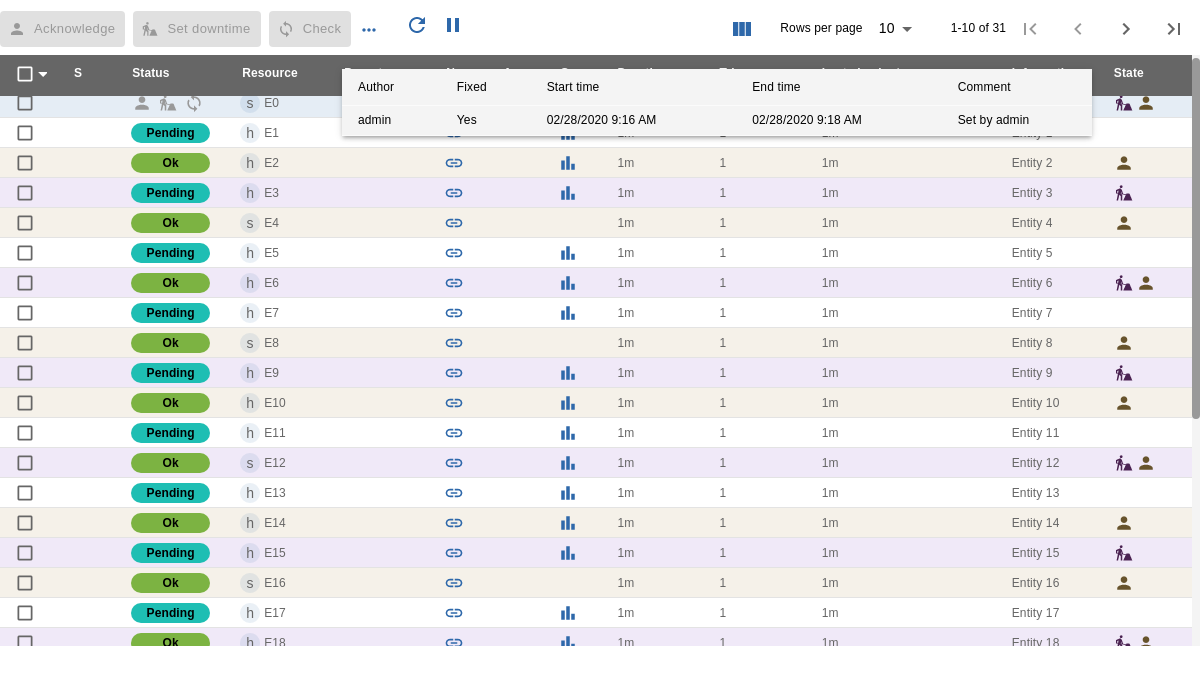 Acknowledge Set downtime Check Rows per page 10 1-10 of 31
S Status Resource State
Author Fixed Start time End time Comment
admin Yes 02/28/2020 9:16 AM 02/28/2020 9:18 AM Set by admin
s E0
Pending h E1
Ok h E2 1m 1 1m Entity 2
Pending h E3 1m 1 1m Entity 3
Ok s E4 1m 1 1m Entity 4
Pending h E5 1m 1 1m Entity 5
Ok h E6 1m 1 1m Entity 6
Pending h E7 1m 1 1m Entity 7
Ok s E8 1m 1 1m Entity 8
Pending h E9 1m 1 1m Entity 9
Ok h E10 1m 1 1m Entity 10
Pending h E11 1m 1 1m Entity 11
Ok s E12 1m 1 1m Entity 12
Pending h E13 1m 1 1m Entity 13
Ok h E14 1m 1 1m Entity 14
Pending h E15 1m 1 1m Entity 15
Ok s E16 1m 1 1m Entity 16
Pending h E17 1m 1 1m Entity 17
Ok h E18 1m 1 1m Entity 18